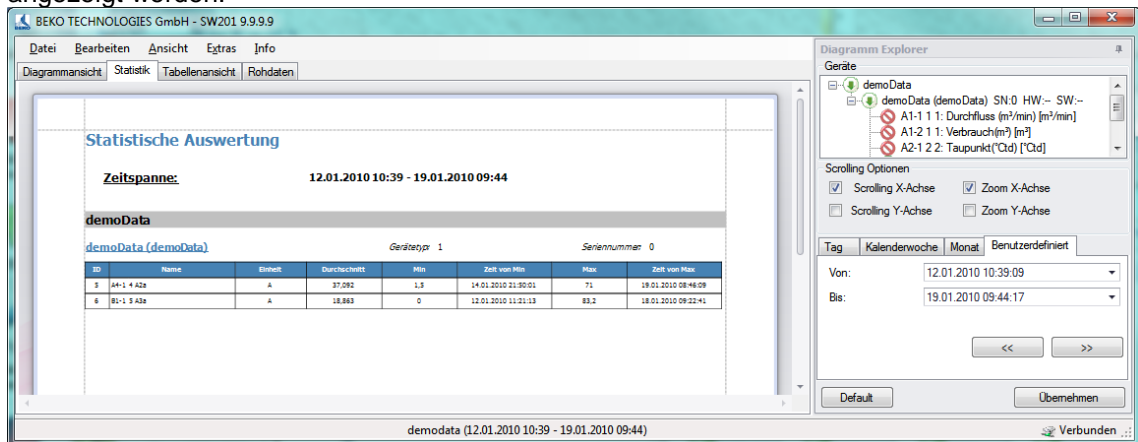 angezeigt werden.
BEKO TECHNOLOGIES GmbH - SW201 9.9.9.9
Datei Bearbeiten Ansicht Extras Info
Diagrammansicht Statistik Tabellenansicht Rohdaten
Statistische Auswertung
Zeitspanne: 12.01.2010 10:39 - 19.01.2010 09:44
demoData
demoData (demoData) Gerätetyp: 1 Seriennummer: 0
ID Name Einheit Durchschnitt Min Zeit von Min Max Zeit von Max
5 A4-1 4 A2a A 37,092 1,5 14.01.2010 21:50:01 71 19.01.2010 08:46:09
6 B1-1 5 A3a A 18,863 0 12.01.2010 11:21:13 83,2 18.01.2010 09:22:41
Diagramm Explorer
Geräte
demoData
demoData (demoData) SN:0 HW:-- SW:--
A1-1 1 1: Durchfluss (m³/min) [m³/min]
A1-2 1 1: Verbrauch(m³) [m³]
A2-1 2 2: Taupunkt(°Ctd) [°Ctd]
Scrolling Optionen
Scrolling X-Achse Zoom X-Achse
Scrolling Y-Achse Zoom Y-Achse
Tag Kalenderwoche Monat Benutzerdefiniert
Von: 12.01.2010 10:39:09
Bis: 19.01.2010 09:44:17
<< >>
Default Übernehmen
demodata (12.01.2010 10:39 - 19.01.2010 09:44) Verbunden